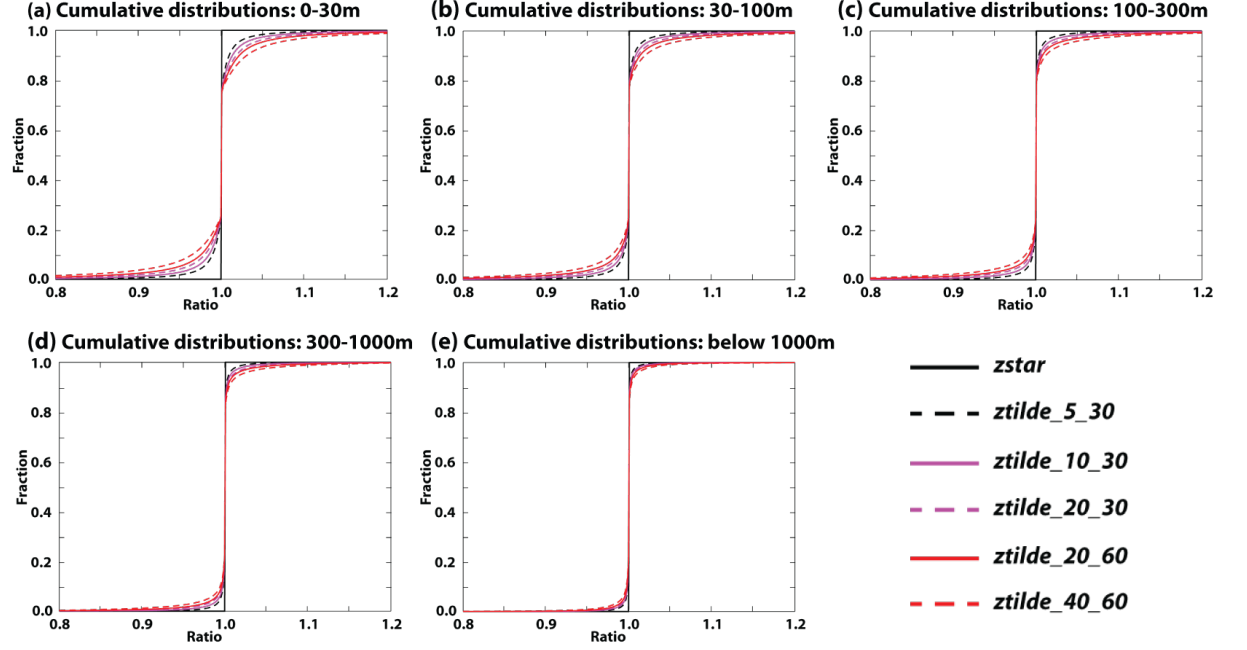 (a) Cumulative distributions: 0-30m
1.0
0.8
0.6
0.4
0.2
0.0
Fraction
0.8 0.9 1.0 1.1 1.2
Ratio
(b) Cumulative distributions: 30-100m
1.0
0.8
0.6
0.4
0.2
0.0
Fraction
0.8 0.9 1.0 1.1 1.2
Ratio
(c) Cumulative distributions: 100-300m
1.0
0.8
0.6
0.4
0.2
0.0
Fraction
0.8 0.9 1.0 1.1 1.2
Ratio
(d) Cumulative distributions: 300-1000m
1.0
0.8
0.6
0.4
0.2
0.0
Fraction
0.8 0.9 1.0 1.1 1.2
Ratio
(e) Cumulative distributions: below 1000m
1.0
0.8
0.6
0.4
0.2
0.0
Fraction
0.8 0.9 1.0 1.1 1.2
Ratio
zstar
ztilde_5_30
ztilde_10_30
ztilde_20_30
ztilde_20_60
ztilde_40_60